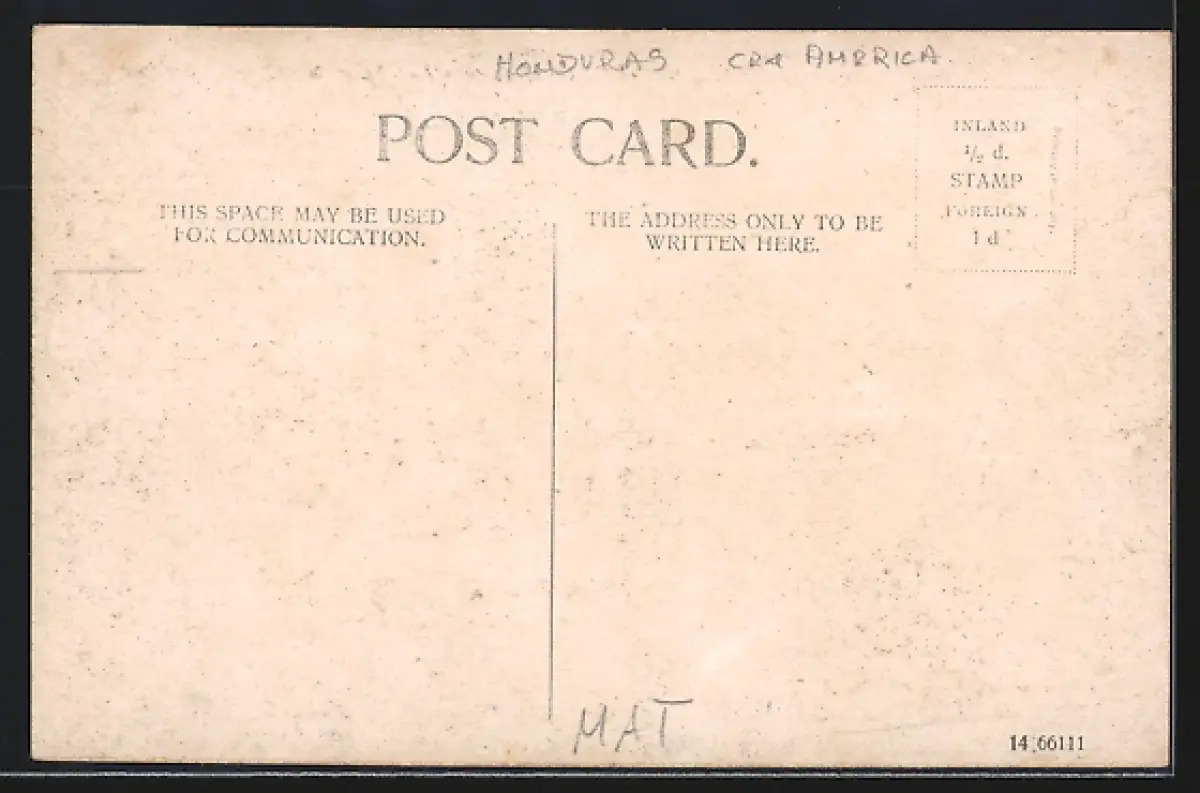 HONDURAS CRA AMERICA.
POST CARD.
INLAND
½ d.
STAMP
FOREIGN
1 d
THIS SPACE MAY BE USED
FOR COMMUNICATION.
THE ADDRESS ONLY TO BE
WRITTEN HERE.
MAT
14 66111